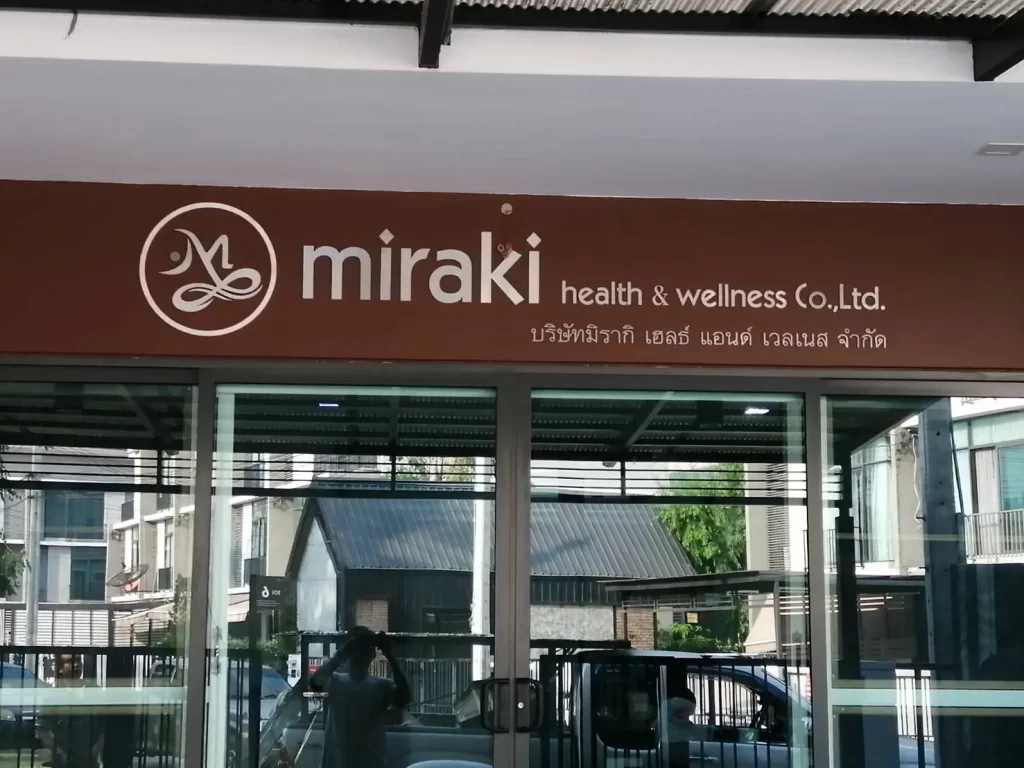 miraki health & wellness Co.,Ltd.
บริษัทมิรากิ เฮลธ์ แอนด์ เวลเนส จำกัด